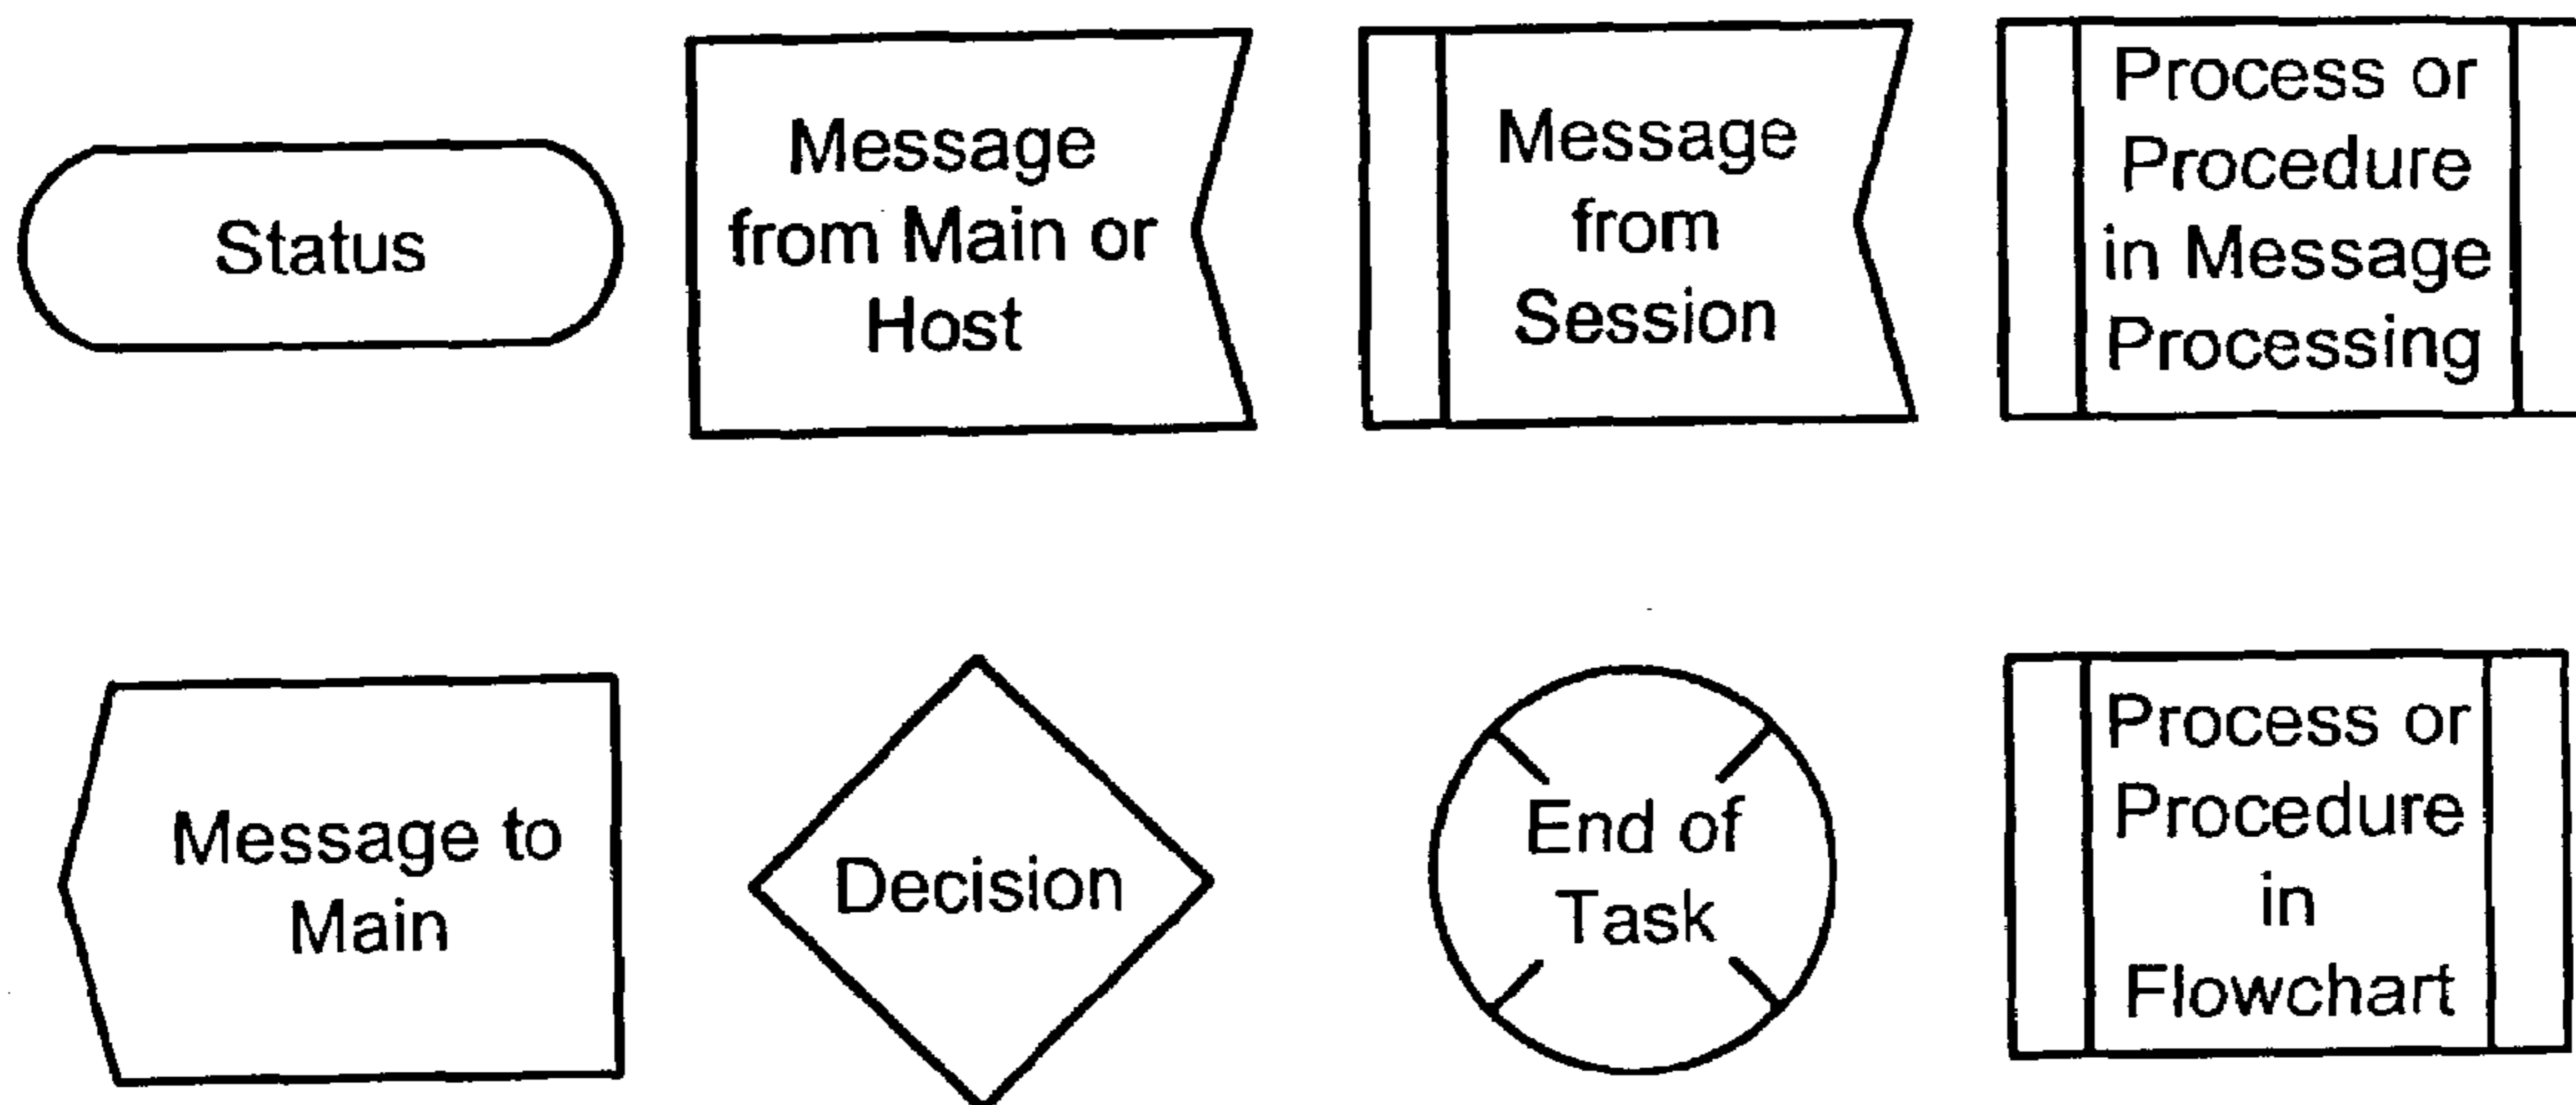 Status
Message
from Main or
Host
Message
from
Session
Process or
Procedure
in Message
Processing
Message to
Main
Decision
End of
Task
Process or
Procedure
in
Flowchart